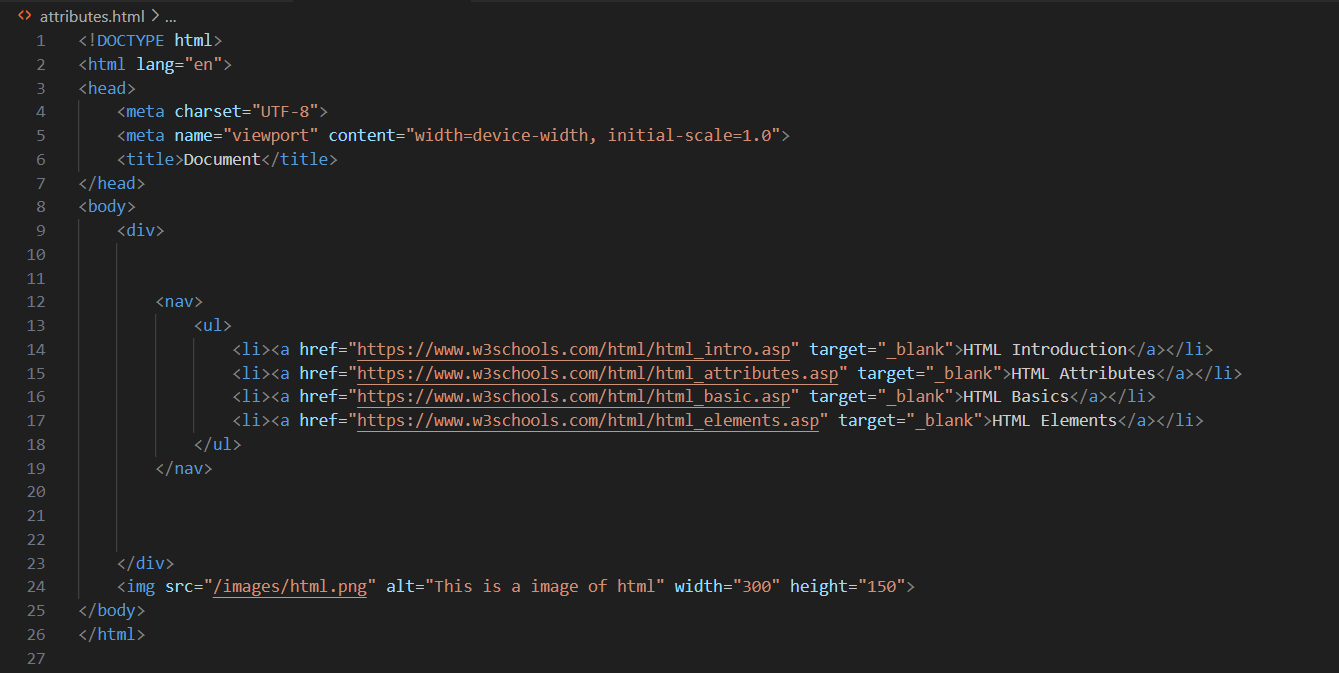 <> attributes.html > ...
1 <!DOCTYPE html>
2 <html lang="en">
3 <head>
4     <meta charset="UTF-8">
5     <meta name="viewport" content="width=device-width, initial-scale=1.0">
6     <title>Document</title>
7 </head>
8 <body>
9     <div>
10
11
12         <nav>
13             <ul>
14                 <li><a href="https://www.w3schools.com/html/html_intro.asp" target="_blank">HTML Introduction</a></li>
15                 <li><a href="https://www.w3schools.com/html/html_attributes.asp" target="_blank">HTML Attributes</a></li>
16                 <li><a href="https://www.w3schools.com/html/html_basic.asp" target="_blank">HTML Basics</a></li>
17                 <li><a href="https://www.w3schools.com/html/html_elements.asp" target="_blank">HTML Elements</a></li>
18             </ul>
19         </nav>
20
21
22
23     </div>
24     <img src="/images/html.png" alt="This is a image of html" width="300" height="150">
25 </body>
26 </html>
27